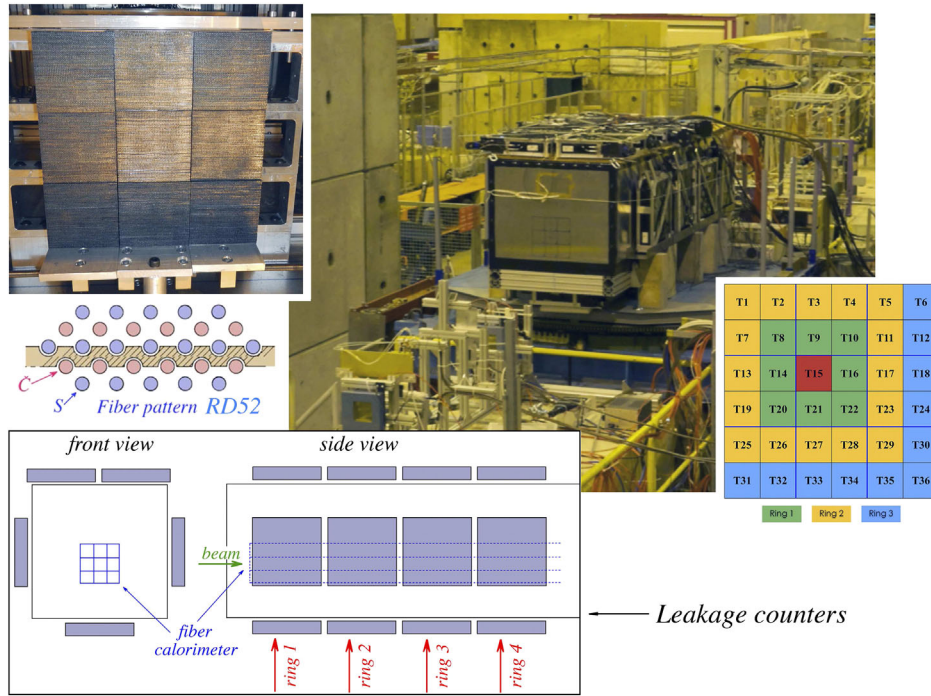 T1 T2 T3 T4 T5 T6
T7 T8 T9 T10 T11 T12
T13 T14 T15 T16 T17 T18
T19 T20 T21 T22 T23 T24
T25 T26 T27 T28 T29 T30
T31 T32 T33 T34 T35 T36
Ring 1 Ring 2 Ring 3
C
S Fiber pattern RD52
front view side view
beam
fiber
calorimeter
ring 1
ring 2
ring 3
ring 4
Leakage counters